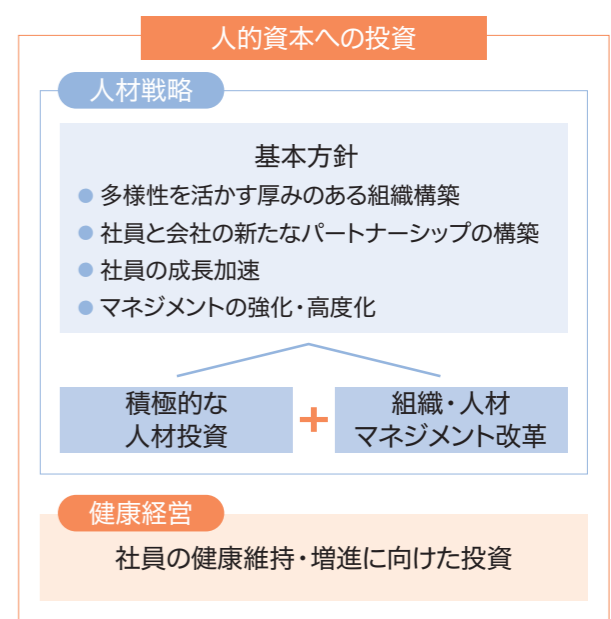 人的資本への投資
人材戦略
基本方針
● 多様性を活かす厚みのある組織構築
● 社員と会社の新たなパートナーシップの構築
● 社員の成長加速
● マネジメントの強化・高度化
積極的な
人材投資
+
組織・人材
マネジメント改革
健康経営
社員の健康維持・増進に向けた投資